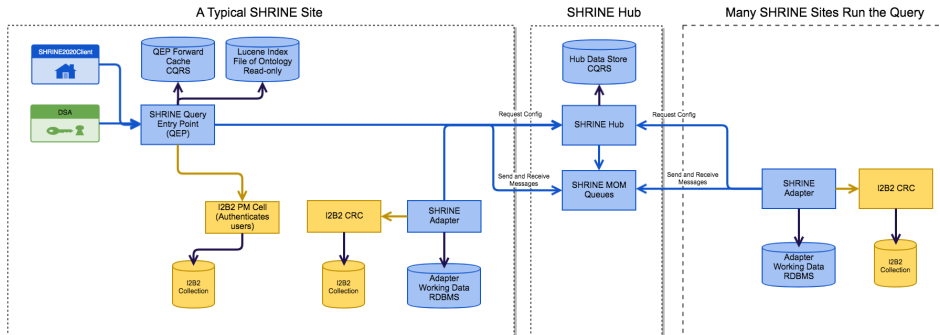 A Typical SHRINE Site
SHRINE Hub
Many SHRINE Sites Run the Query
SHRINE2020Client
DSA
QEP Forward
Cache
CQRS
Lucene Index
File of Ontology
Read-only
SHRINE Query
Entry Point
(QEP)
I2B2 PM Cell
(Authenticates
users)
I2B2
Collection
I2B2 CRC
I2B2
Collection
SHRINE
Adapter
Adapter
Working Data
RDBMS
Request Config
Send and Receive
Messages
Hub Data Store
CQRS
SHRINE Hub
SHRINE MOM
Queues
Request Config
Send and Receive
Messages
SHRINE
Adapter
I2B2 CRC
Adapter
Working Data
RDBMS
I2B2
Collection